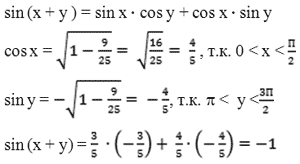 sin (x + y) = sin x · cos y + cos x · sin y
cos x = √(1 − 9/25) = √(16/25) = 4/5, т.к. 0 < x < П/2
sin y = −√(1 − 9/25) = −4/5, т.к. π < y < 3П/2
sin (x + y) = 3/5 · (−3/5) + 4/5 · (−4/5) = −1